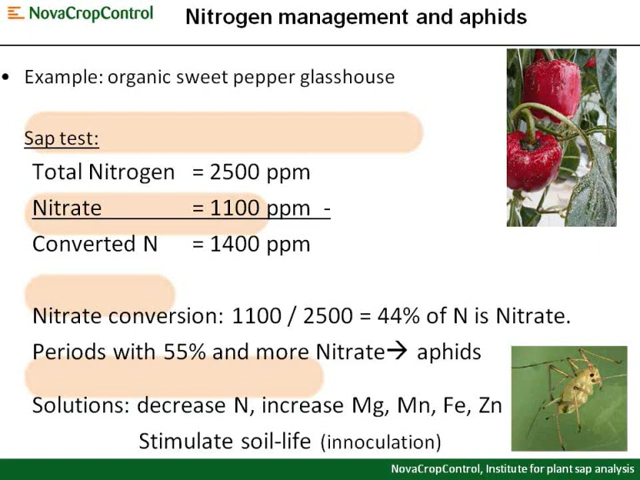 NovaCropControl
Nitrogen management and aphids
• Example: organic sweet pepper glasshouse
Sap test:
Total Nitrogen = 2500 ppm
Nitrate = 1100 ppm -
Converted N = 1400 ppm
Nitrate conversion: 1100 / 2500 = 44% of N is Nitrate.
Periods with 55% and more Nitrate→ aphids
Solutions: decrease N, increase Mg, Mn, Fe, Zn
Stimulate soil-life (innoculation)
NovaCropControl, Institute for plant sap analysis